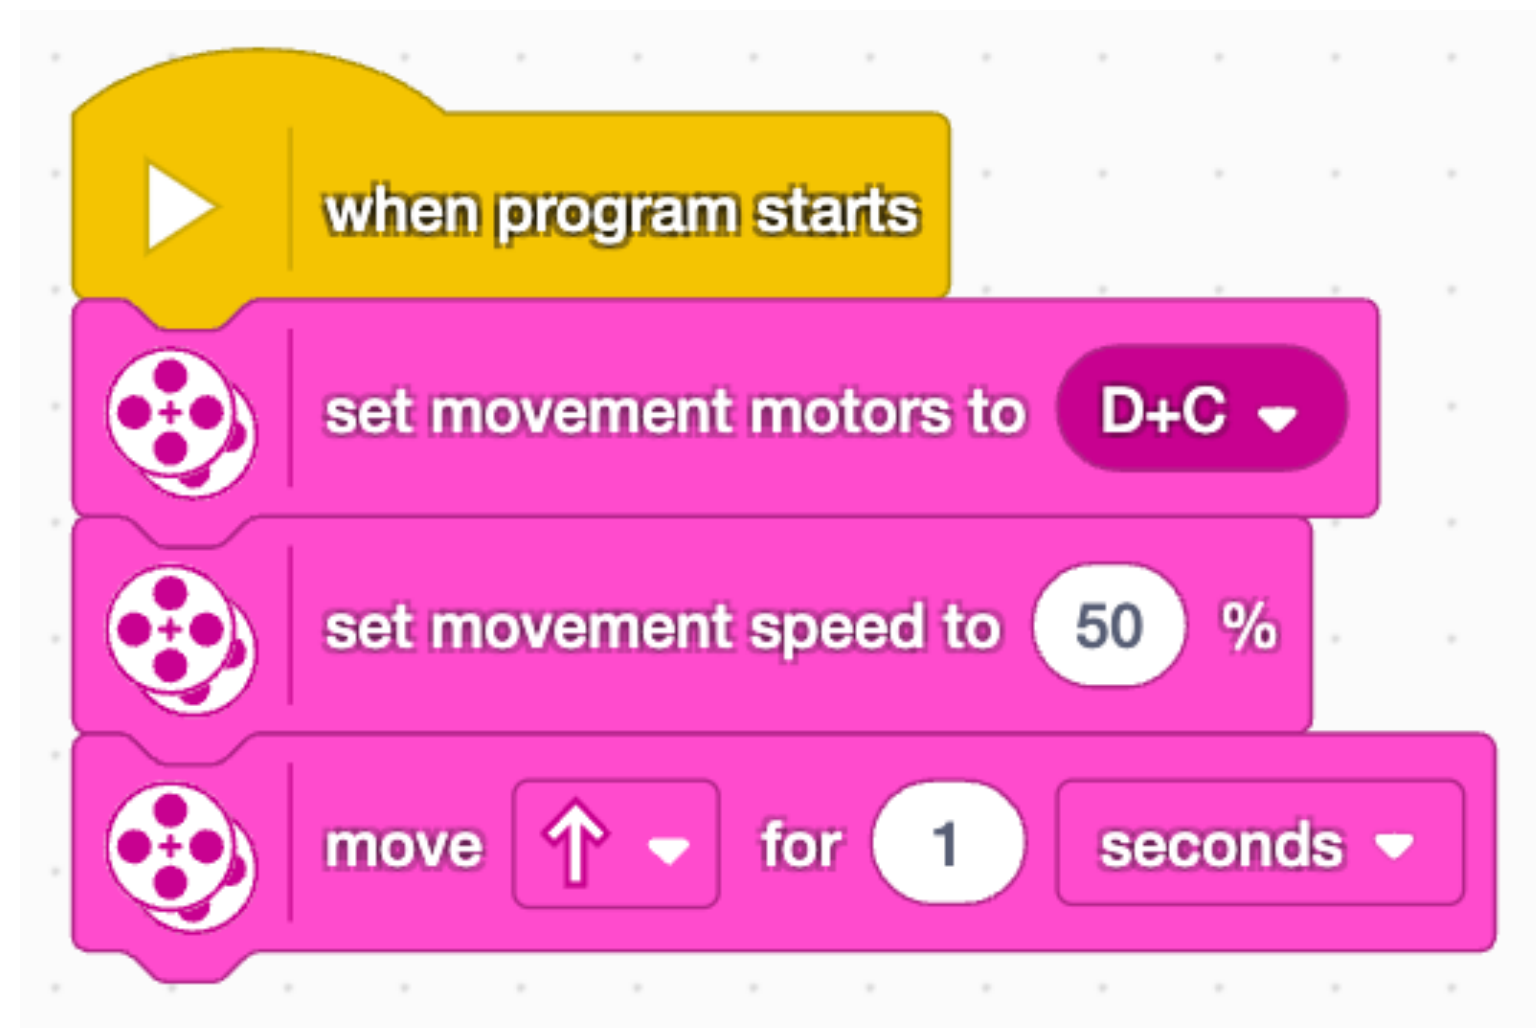 when program starts
set movement motors to D+C
set movement speed to 50 %
move ↑ for 1 seconds